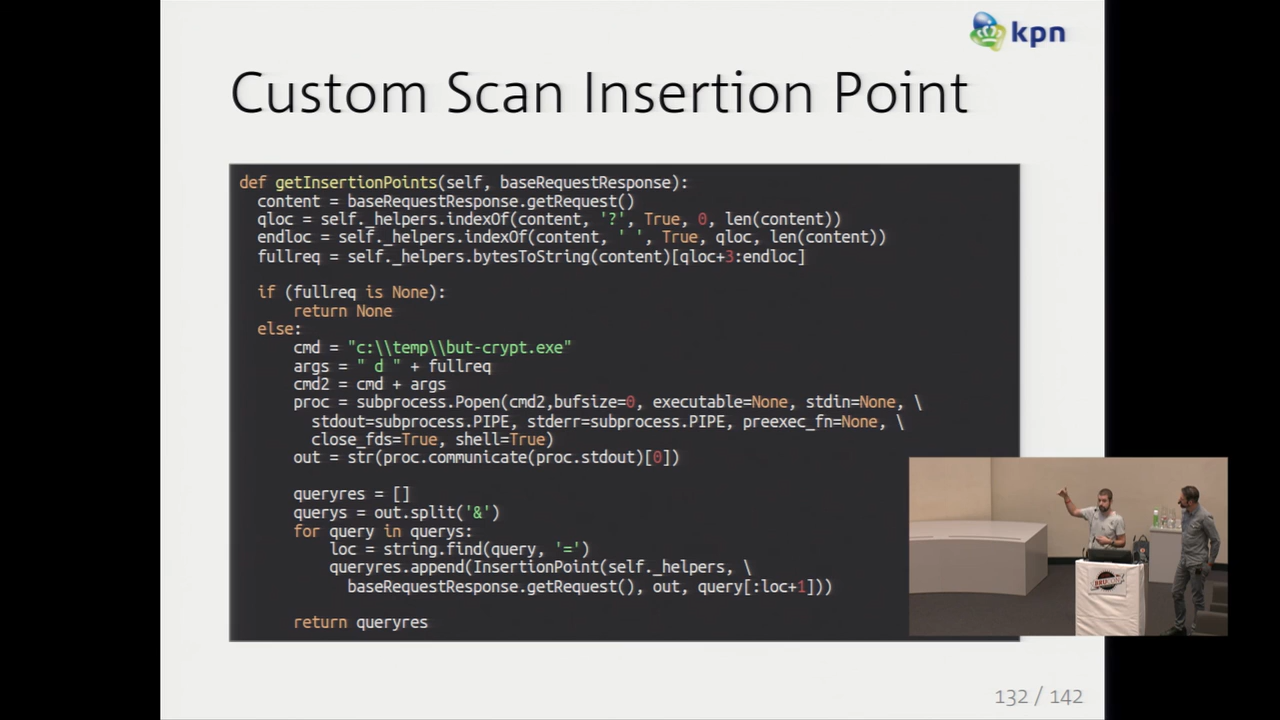 kpn
Custom Scan Insertion Point
def getInsertionPoints(self, baseRequestResponse):
  content = baseRequestResponse.getRequest()
  qloc = self._helpers.indexOf(content, '?', True, 0, len(content))
  endloc = self._helpers.indexOf(content, ' ', True, qloc, len(content))
  fullreq = self._helpers.bytesToString(content)[qloc+3:endloc]
  if (fullreq is None):
      return None
  else:
      cmd = "c:\\temp\\but-crypt.exe"
      args = " d " + fullreq
      cmd2 = cmd + args
      proc = subprocess.Popen(cmd2,bufsize=0, executable=None, stdin=None, \
        stdout=subprocess.PIPE, stderr=subprocess.PIPE, preexec_fn=None, \
        close_fds=True, shell=True)
      out = str(proc.communicate(proc.stdout)[0])
      queryres = []
      querys = out.split('&')
      for query in querys:
          loc = string.find(query, '=')
          queryres.append(InsertionPoint(self._helpers, \
            baseRequestResponse.getRequest(), out, query[:loc+1]))
      return queryres
BRUCON
132 / 142